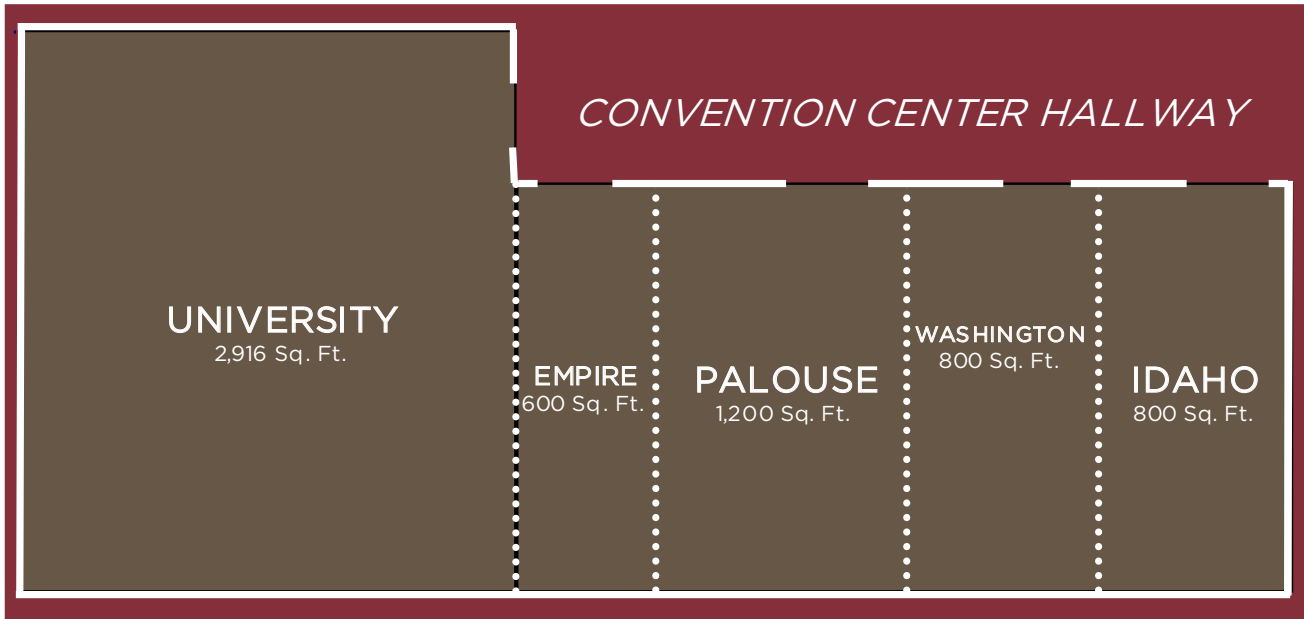 CONVENTION CENTER HALLWAY
UNIVERSITY
2,916 Sq. Ft.
EMPIRE
600 Sq. Ft.
PALOUSE
1,200 Sq. Ft.
WASHINGTON
800 Sq. Ft.
IDAHO
800 Sq. Ft.